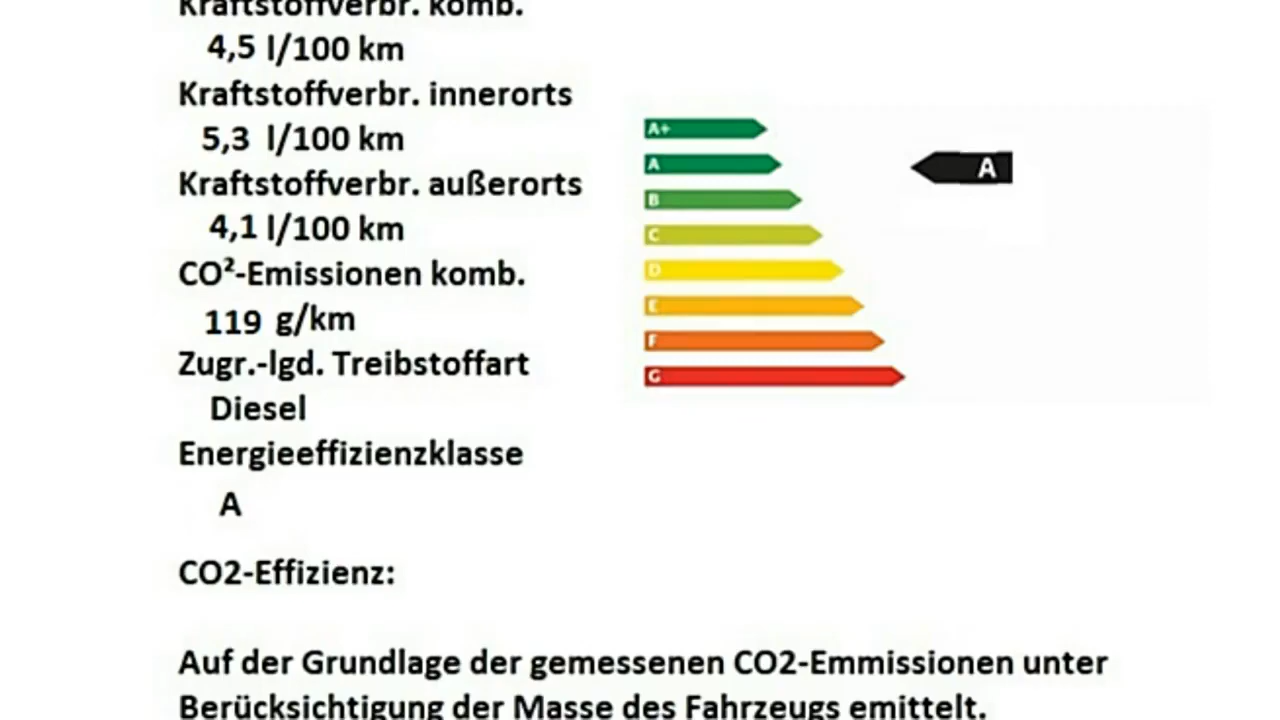 Kraftstoffverbr. komb.
4,5 l/100 km
Kraftstoffverbr. innerorts
5,3 l/100 km
Kraftstoffverbr. außerorts
4,1 l/100 km
CO²-Emissionen komb.
119 g/km
Zugr.-lgd. Treibstoffart
Diesel
Energieeffizienzklasse
A
A+
A
A
B
C
D
E
F
G
CO2-Effizienz:
Auf der Grundlage der gemessenen CO2-Emmissionen unter
Berücksichtigung der Masse des Fahrzeugs emittelt.